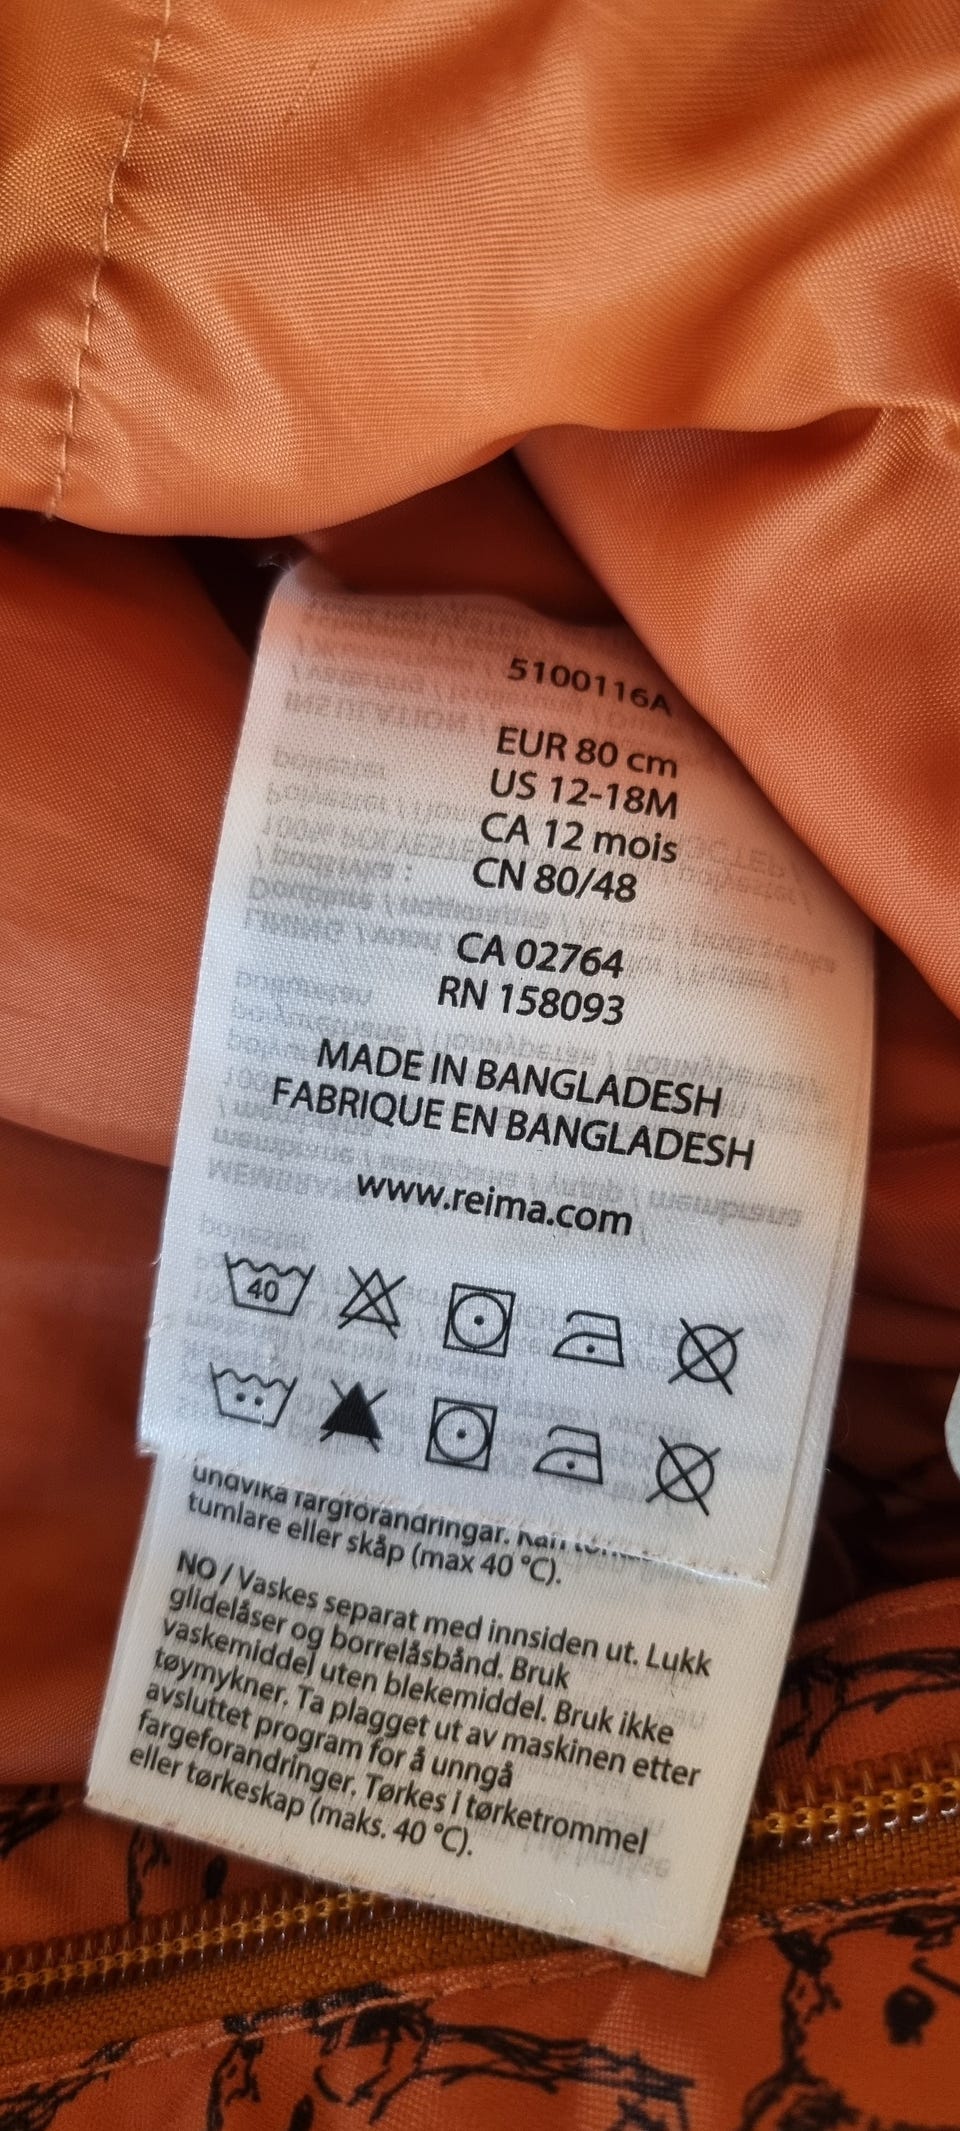 5100116A
EUR 80 cm
US 12-18M
CA 12 mois
CN 80/48
CA 02764
RN 158093
MADE IN BANGLADESH
FABRIQUE EN BANGLADESH
www.reima.com
40
undvika färgförändringar. Kan
tumlare eller skåp (max 40 °C).
NO / Vaskes separat med innsiden ut. Lukk
glidelåser og borrelåsbånd. Bruk
vaskemiddel uten blekemiddel. Bruk ikke
tøymykner. Ta plagget ut av maskinen etter
avsluttet program for å unngå
fargeforandringer. Tørkes i tørketrommel
eller tørkeskap (maks. 40 °C).